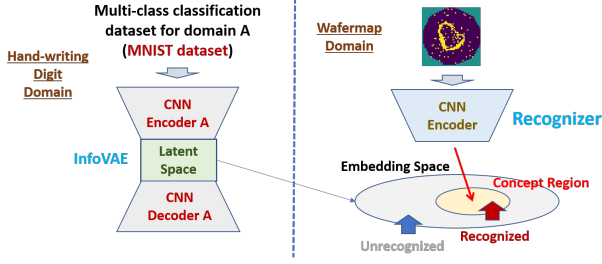 Multi-class classification
dataset for domain A
(MNIST dataset)
Hand-writing
Digit
Domain
CNN
Encoder A
InfoVAE
Latent
Space
CNN
Decoder A
Wafermap
Domain
CNN
Encoder
Recognizer
Embedding Space
Concept Region
Unrecognized
Recognized